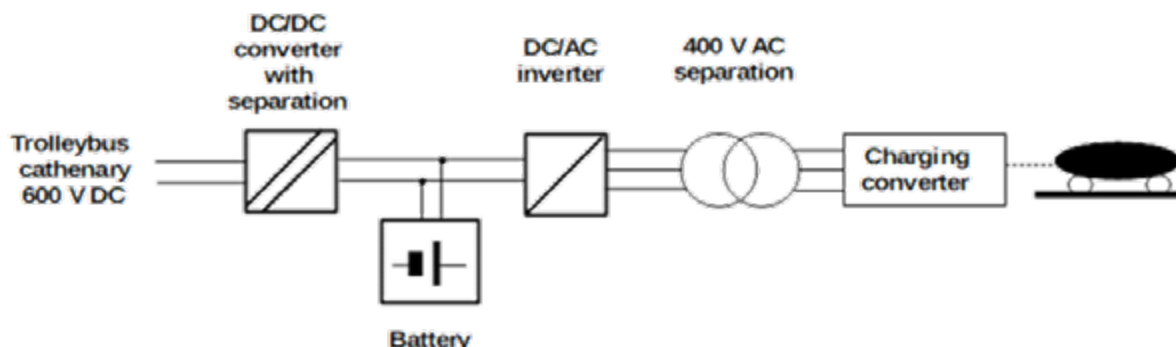 DC/DC
converter
with
separation
DC/AC
inverter
400 V AC
separation
Trolleybus
cathenary
600 V DC
Charging
converter
Battery